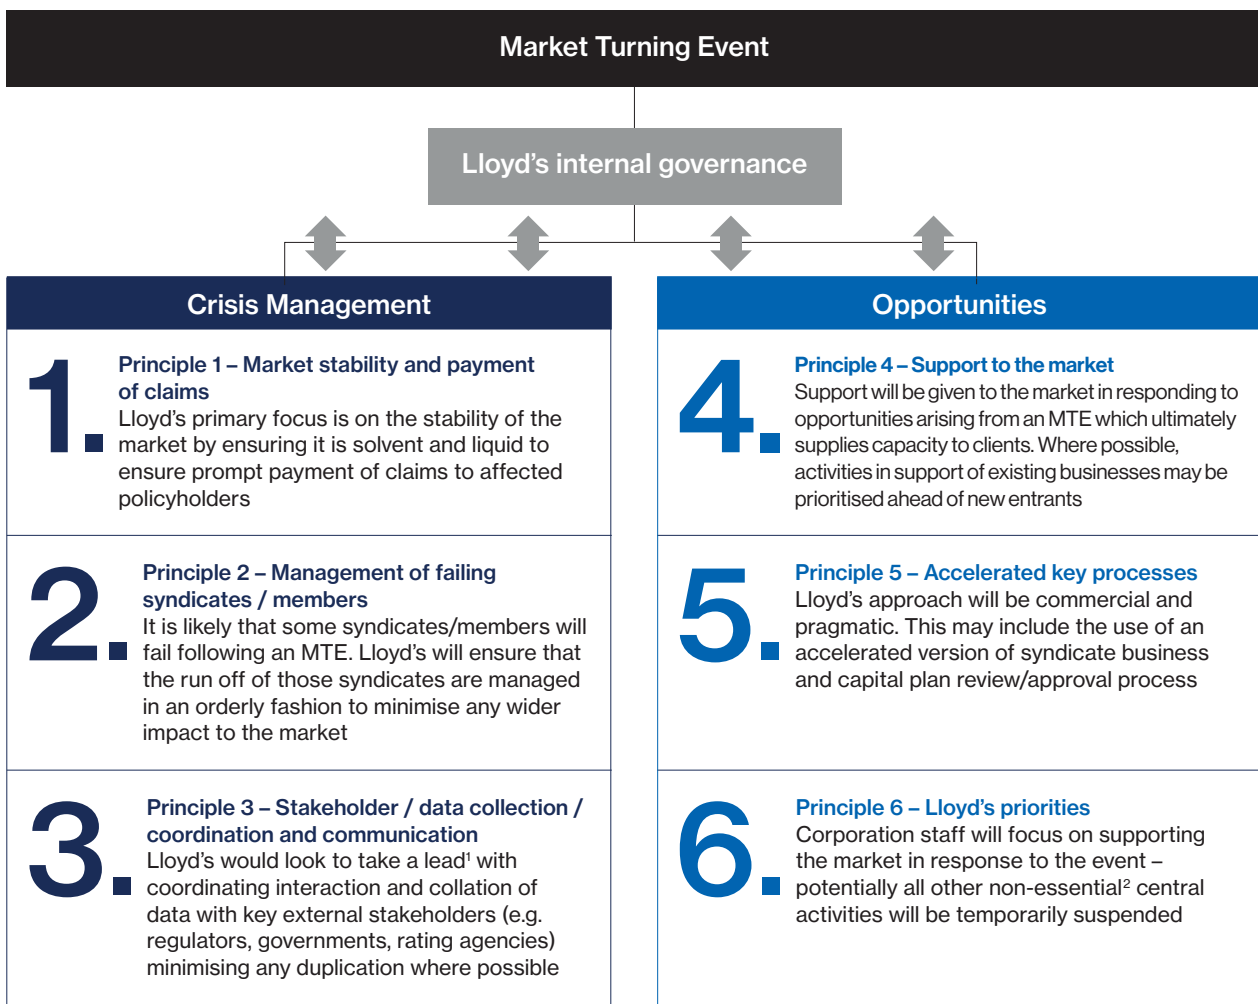 Market Turning Event
Lloyd’s internal governance
Crisis Management
1.
Principle 1 – Market stability and payment
of claims
Lloyd’s primary focus is on the stability of the
market by ensuring it is solvent and liquid to
ensure prompt payment of claims to affected
policyholders
2.
Principle 2 – Management of failing
syndicates / members
It is likely that some syndicates/members will
fail following an MTE. Lloyd’s will ensure that
the run off of those syndicates are managed
in an orderly fashion to minimise any wider
impact to the market
3.
Principle 3 – Stakeholder / data collection /
coordination and communication
Lloyd’s would look to take a lead¹ with
coordinating interaction and collation of
data with key external stakeholders (e.g.
regulators, governments, rating agencies)
minimising any duplication where possible
Opportunities
4.
Principle 4 – Support to the market
Support will be given to the market in responding to
opportunities arising from an MTE which ultimately
supplies capacity to clients. Where possible,
activities in support of existing businesses may be
prioritised ahead of new entrants
5.
Principle 5 – Accelerated key processes
Lloyd’s approach will be commercial and
pragmatic. This may include the use of an
accelerated version of syndicate business
and capital plan review/approval process
6.
Principle 6 – Lloyd’s priorities
Corporation staff will focus on supporting
the market in response to the event –
potentially all other non-essential² central
activities will be temporarily suspended